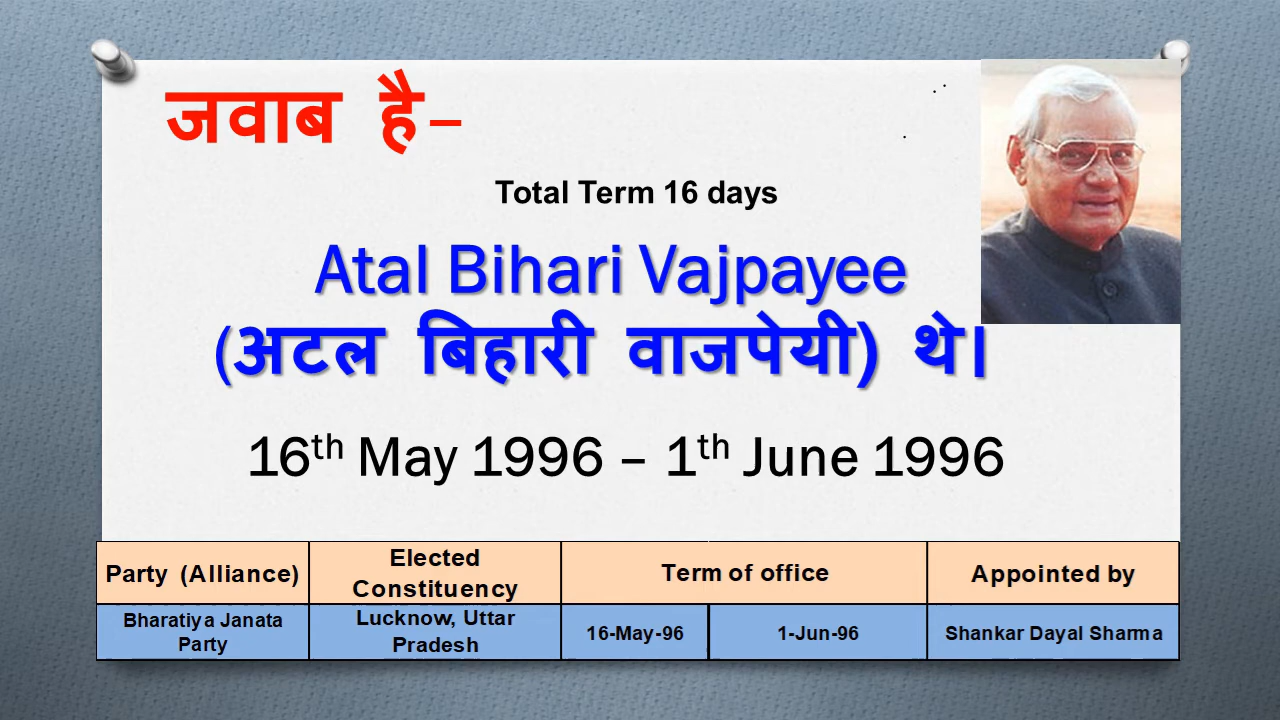 जवाब है–
Total Term 16 days
Atal Bihari Vajpayee
(अटल बिहारी वाजपेयी) थे।
16th May 1996 – 1th June 1996
Party (Alliance)
Elected
Constituency
Term of office
Appointed by
Bharatiya Janata
Party
Lucknow, Uttar
Pradesh
16-May-96
1-Jun-96
Shankar Dayal Sharma